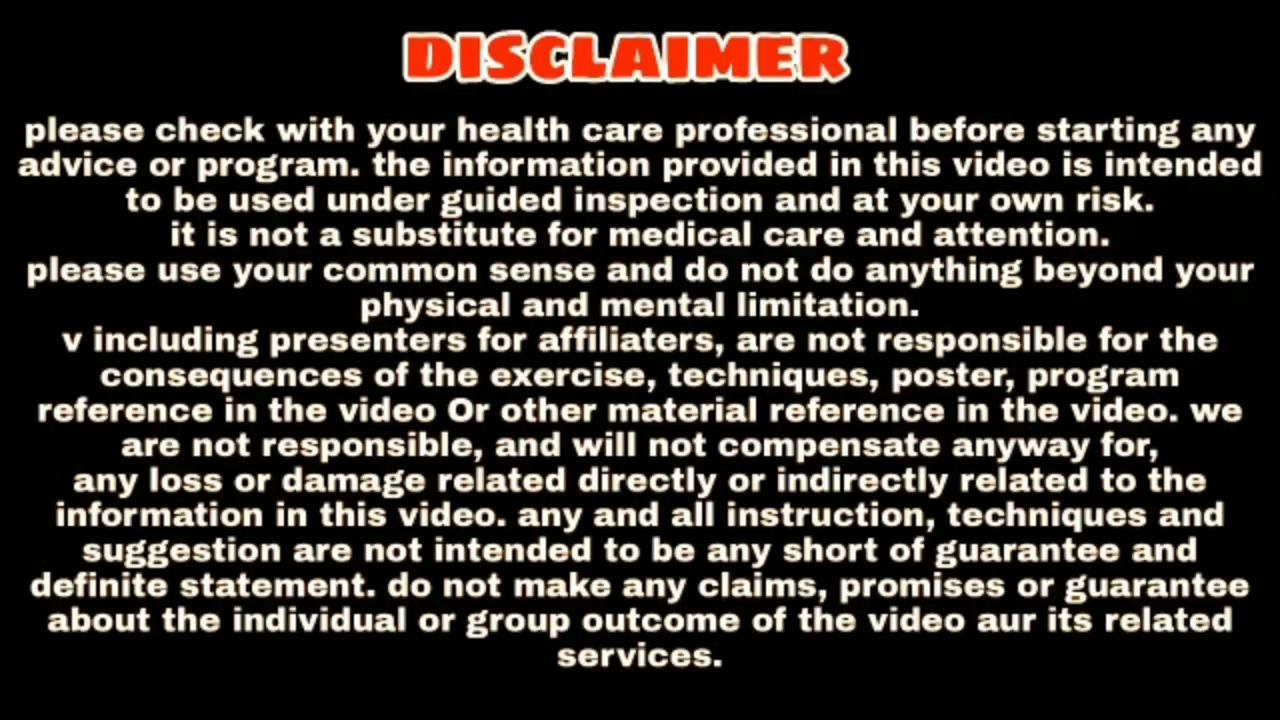 DISCLAIMER
please check with your health care professional before starting any
advice or program. the information provided in this video is intended
to be used under guided inspection and at your own risk.
it is not a substitute for medical care and attention.
please use your common sense and do not do anything beyond your
physical and mental limitation.
v including presenters for affiliaters, are not responsible for the
consequences of the exercise, techniques, poster, program
reference in the video Or other material reference in the video. we
are not responsible, and will not compensate anyway for,
any loss or damage related directly or indirectly related to the
information in this video. any and all instruction, techniques and
suggestion are not intended to be any short of guarantee and
definite statement. do not make any claims, promises or guarantee
about the individual or group outcome of the video aur its related
services.